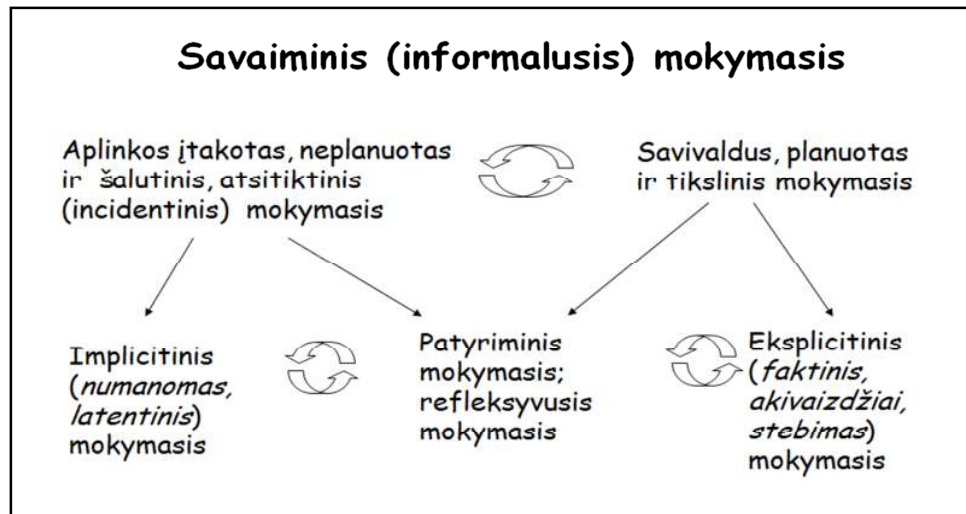 Savaiminis (informalusis) mokymasis
Aplinkos įtakotas, neplanuotas
ir šalutinis, atsitiktinis
(incidentinis) mokymasis
Savivaldus, planuotas
ir tikslinis mokymasis
Implicitinis
(numanomas,
latentinis)
mokymasis
Patyriminis
mokymasis;
refleksyvusis
mokymasis
Eksplicitinis
(faktinis,
akivaizdžiai,
stebimas)
mokymasis